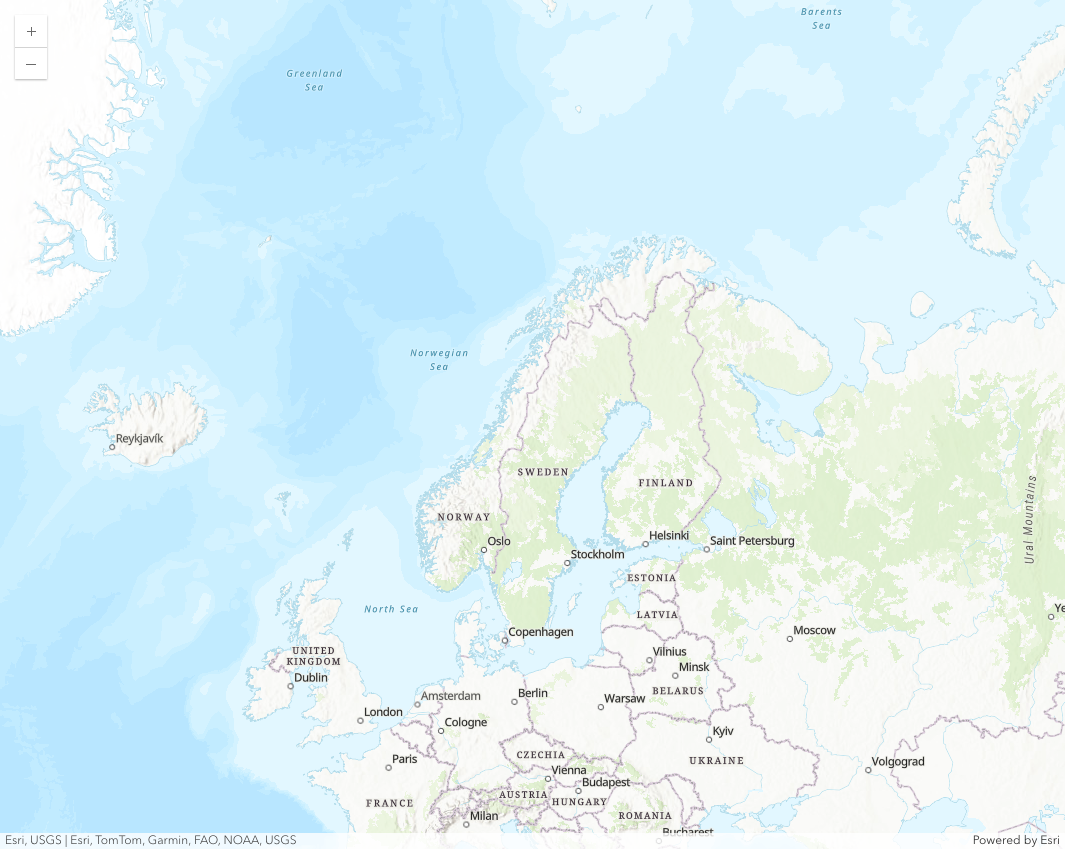 +
−
Barents
Sea
Greenland
Sea
Norwegian
Sea
Reykjavík
SWEDEN
FINLAND
Ural Mountains
NORWAY
Oslo
Helsinki
Saint Petersburg
Stockholm
ESTONIA
North Sea
LATVIA
Ye
Copenhagen
Moscow
UNITED
KINGDOM
Vilnius
Minsk
Dublin
BELARUS
Berlin
Amsterdam
Warsaw
London
Cologne
Kyiv
CZECHIA
Paris
UKRAINE
Volgograd
Vienna
Budapest
AUSTRIA
HUNGARY
FRANCE
Milan
ROMANIA
Bucharest
Esri, USGS | Esri, TomTom, Garmin, FAO, NOAA, USGS
Powered by Esri